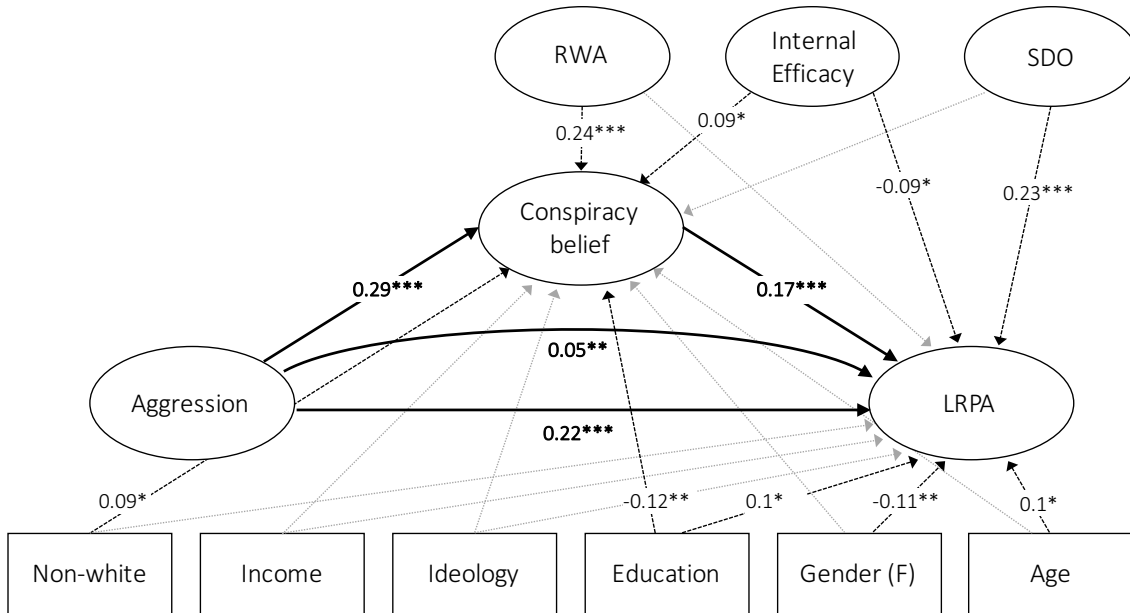 RWA
Internal
Efficacy
SDO
0.24***
0.09*
-0.09*
0.23***
Conspiracy
belief
0.29***
0.17***
0.05**
Aggression
LRPA
0.22***
0.09*
-0.12**
0.1*
-0.11**
0.1*
Non-white
Income
Ideology
Education
Gender (F)
Age